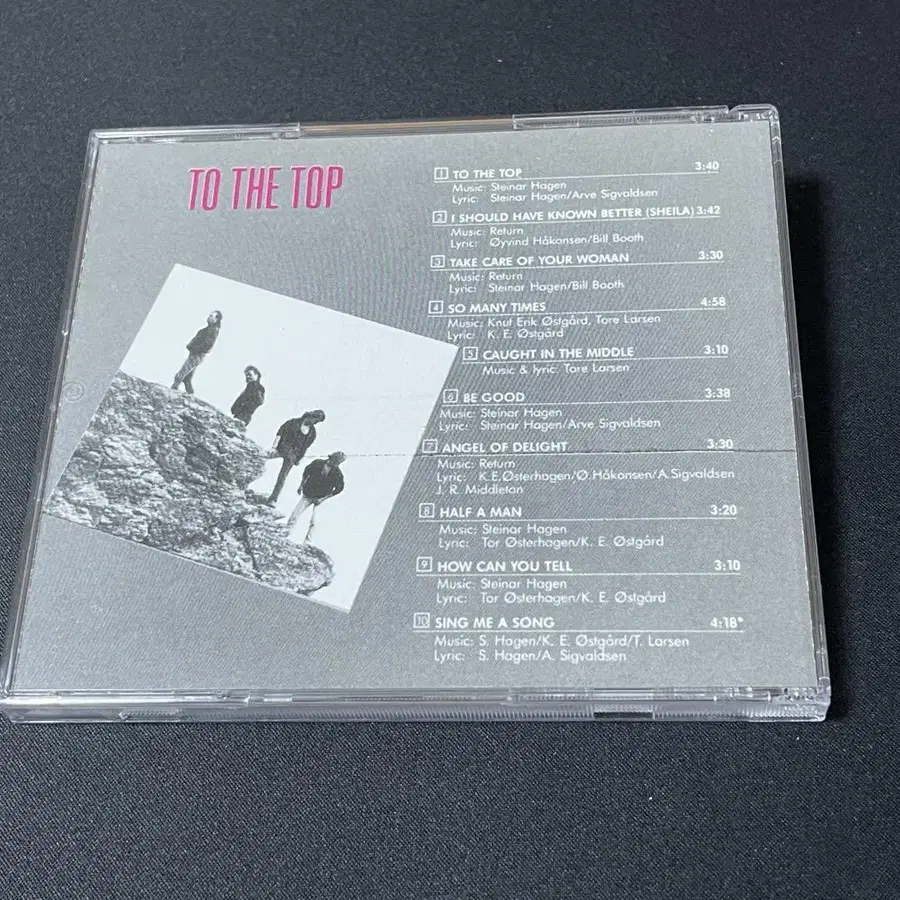 TO THE TOP
1 TO THE TOP 3:40
Music: Steinar Hagen
Lyric: Steinar Hagen/Arve Sigvaldsen
2 I SHOULD HAVE KNOWN BETTER (SHEILA) 3:42
Music: Return
Lyric: Øyvind Håkonsen/Bill Booth
3 TAKE CARE OF YOUR WOMAN 3:30
Music: Return
Lyric: Steinar Hagen/Bill Booth
4 SO MANY TIMES 4:58
Music: Knut Erik Østgård, Tore Larsen
Lyric: K. E. Østgård
5 CAUGHT IN THE MIDDLE 3:10
Music & lyric: Tore Larsen
6 BE GOOD 3:38
Music: Steinar Hagen
Lyric: Steinar Hagen/Arve Sigvaldsen
7 ANGEL OF DELIGHT 3:30
Music: Return
Lyric: K.E.Østerhagen/Ø.Håkonsen/A.Sigvaldsen
J. R. Middleton
8 HALF A MAN 3:20
Music: Steinar Hagen
Lyric: Tor Østerhagen/K. E. Østgård
9 HOW CAN YOU TELL 3:10
Music: Steinar Hagen
Lyric: Tor Østerhagen/K. E. Østgård
10 SING ME A SONG 4:18*
Music: S. Hagen/K. E. Østgård/T. Larsen
Lyric: S. Hagen/A. Sigvaldsen